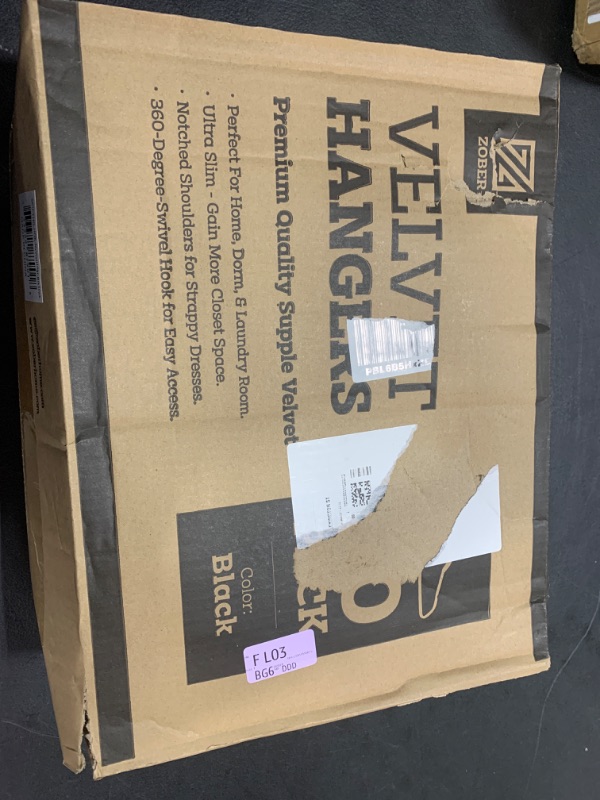 ZOBER
VELVET
HANGERS
Premium Quality Supple Velvet
· Perfect For Home, Dorm, & Laundry Room.
· Ultra Slim - Gain More Closet Space.
· Notched Shoulders for Strappy Dresses.
· 360-Degree-Swivel Hook for Easy Access.
Color:
Black
F L03
BG6